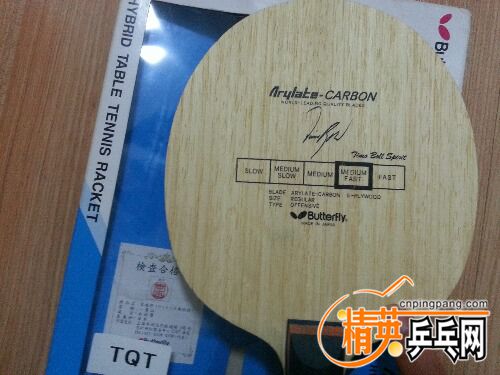 HYBRID TABLE TENNIS RACKET
Arylate-CARBON
WORLD-LEADING QUALITY BLADES
Timo Boll Spirit
SLOW
MEDIUM SLOW
MEDIUM
MEDIUM FAST
FAST
BLADE ARYLATE-CARBON 5-PLYWOOD
SIZE REGULAR
TYPE OFFENSIVE
Butterfly
MADE IN JAPAN
検査合格
TQT
cnpingpang.com
精英乒乓网